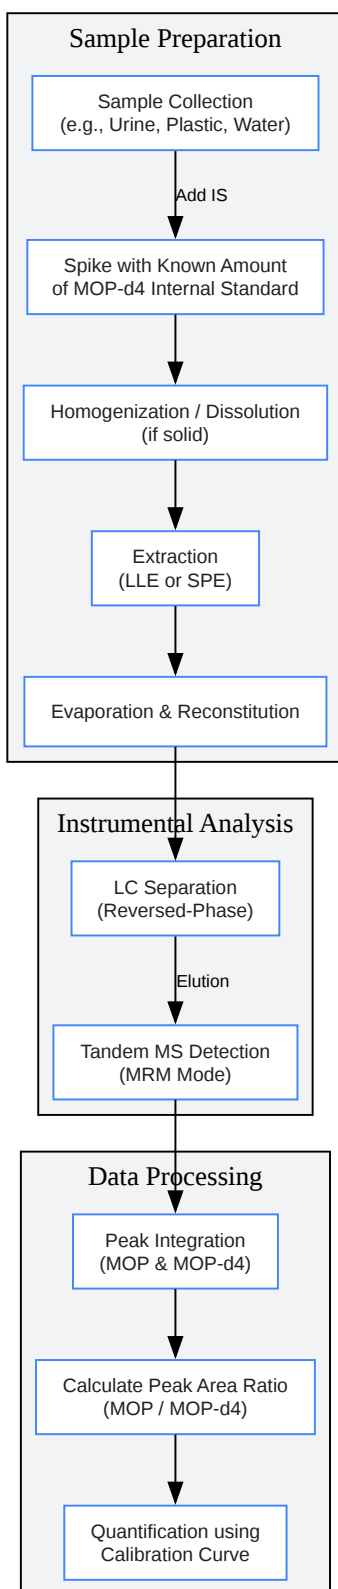 Sample Preparation
Sample Collection
(e.g., Urine, Plastic, Water)
Add IS
Spike with Known Amount
of MOP-d4 Internal Standard
Homogenization / Dissolution
(if solid)
Extraction
(LLE or SPE)
Evaporation & Reconstitution
Instrumental Analysis
LC Separation
(Reversed-Phase)
Elution
Tandem MS Detection
(MRM Mode)
Data Processing
Peak Integration
(MOP & MOP-d4)
Calculate Peak Area Ratio
(MOP / MOP-d4)
Quantification using
Calibration Curve